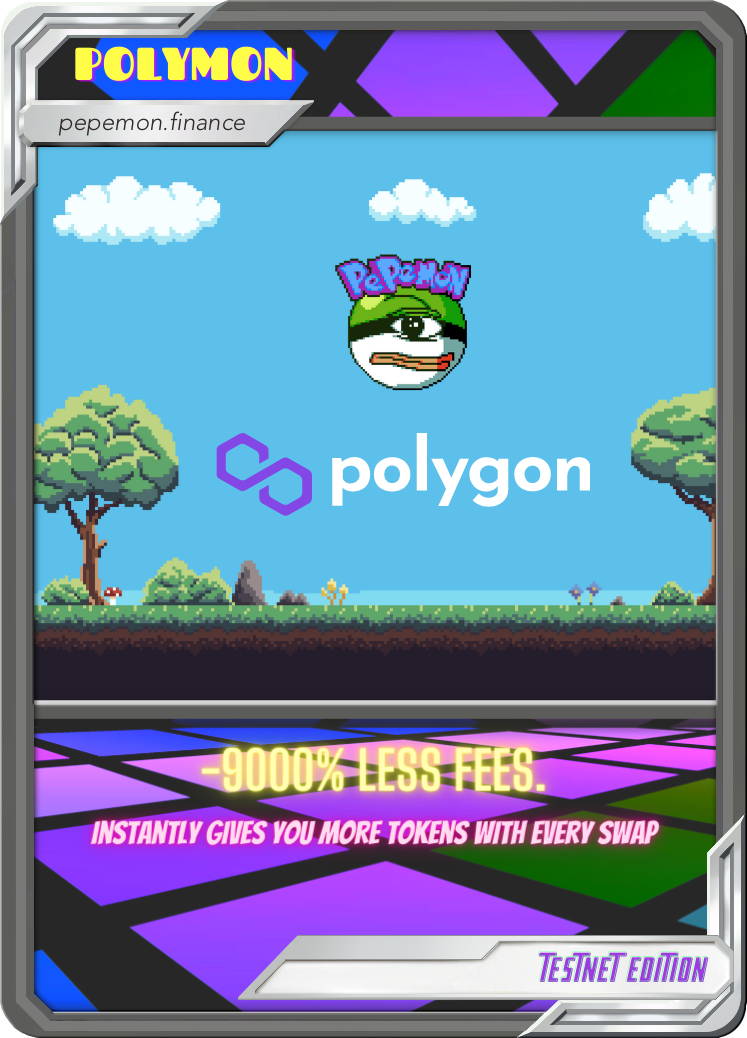 POLYMON
pepemon.finance
PEPEMON
polygon
-9000% LESS FEES.
INSTANTLY GIVES YOU MORE TOKENS WITH EVERY SWAP
TESTNET EDITION